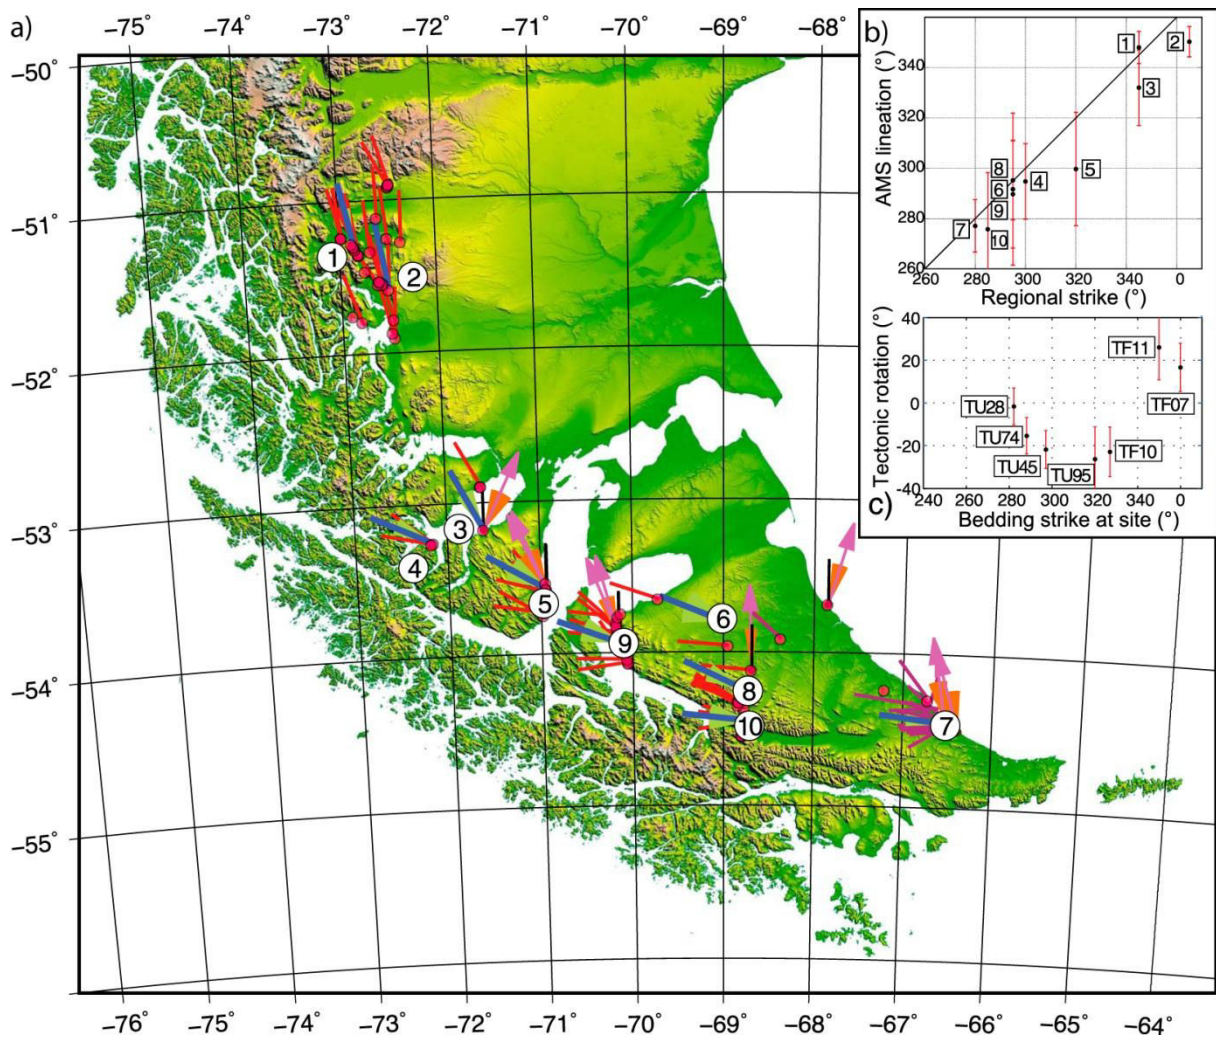 a)
−75˚ −74˚ −73˚ −72˚ −71˚ −70˚ −69˚ −68˚
−50˚
−51˚
−52˚
−53˚
−54˚
−55˚
−76˚ −75˚ −74˚ −73˚ −72˚ −71˚ −70˚ −69˚ −68˚ −67˚ −66˚ −65˚ −64˚
1
2
3
4
5
6
9
8
10
7
b)
AMS lineation (°)
340
320
300
280
260
1
2
3
8
4
5
6
9
7
10
260 280 300 320 340 0
Regional strike (°)
c)
Tectonic rotation (°)
40
20
0
−20
−40
TF11
TF07
TU28
TU74
TU45
TU95
TF10
240 260 280 300 320 340 0
Bedding strike at site (°)